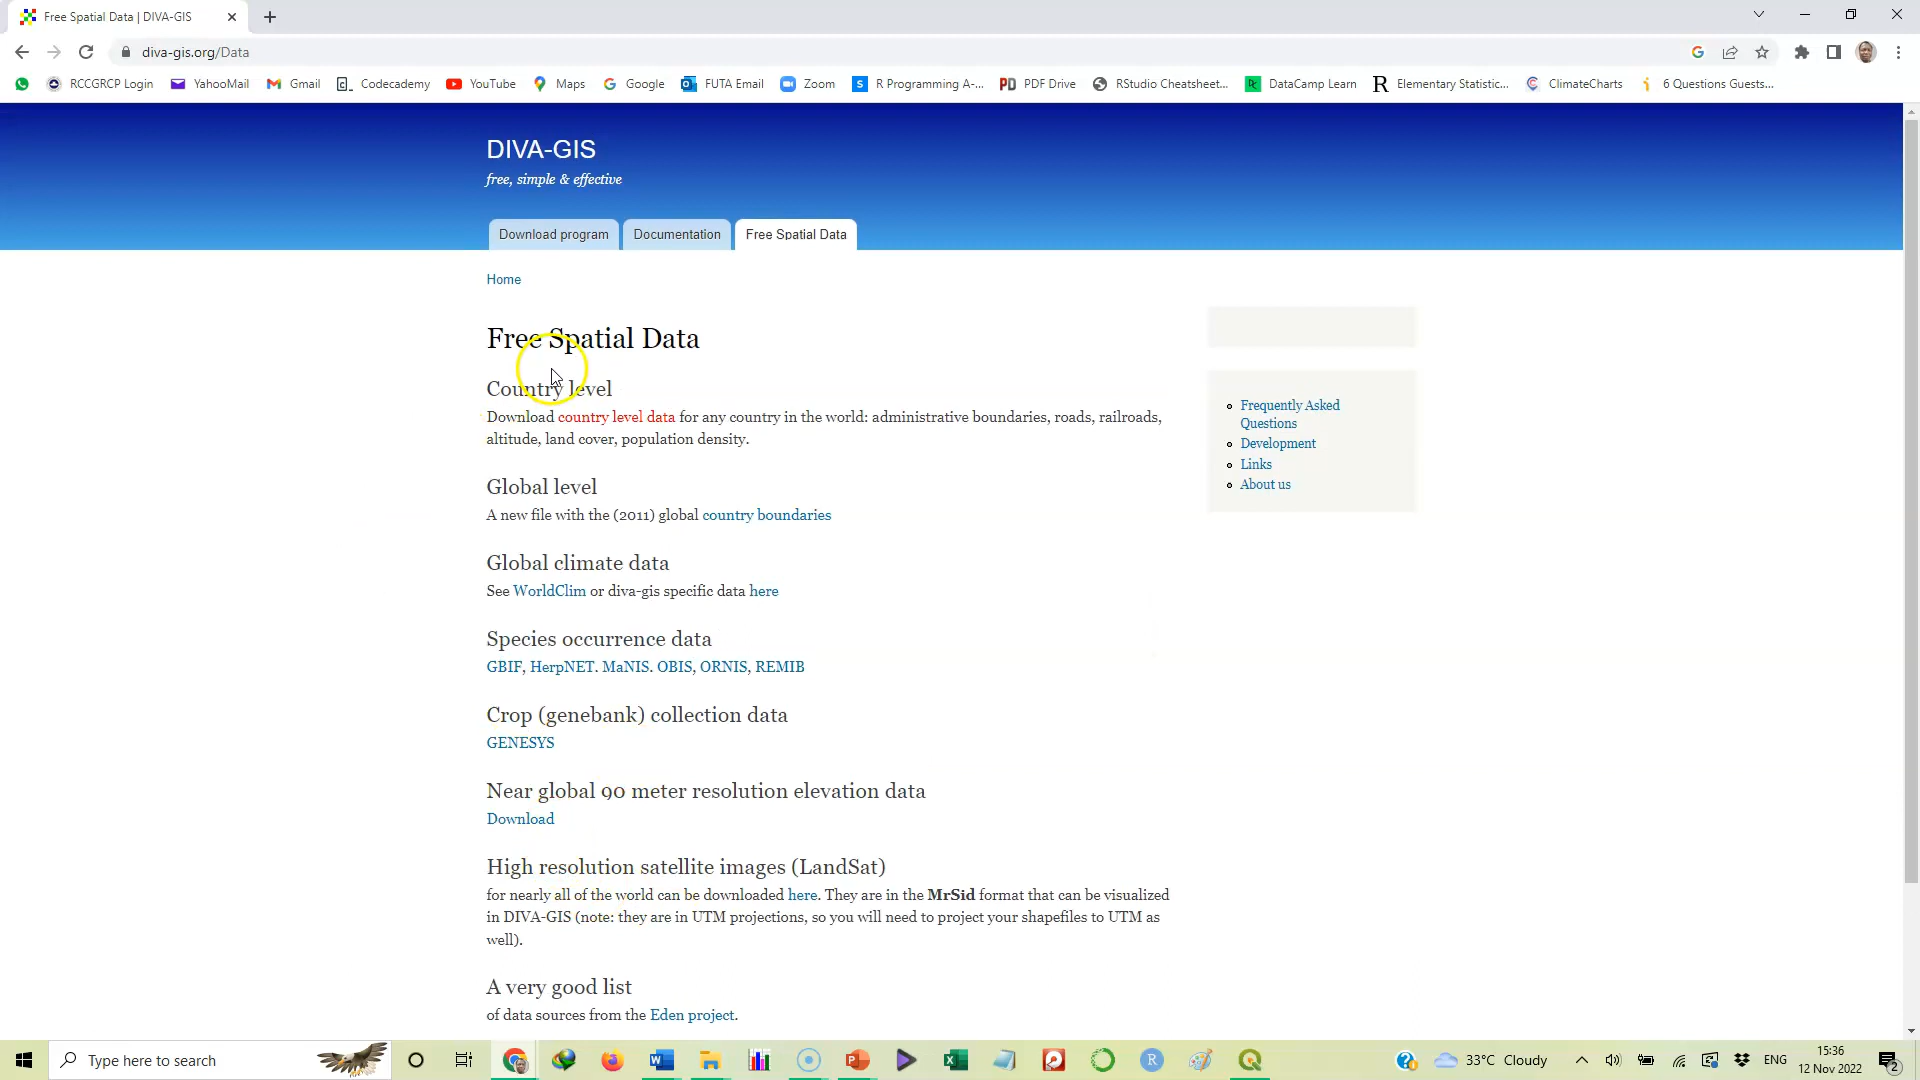 Free Spatial Data | DIVA-GIS
diva-gis.org/Data
RCCGRCP Login YahooMail Gmail Codecademy YouTube Maps Google FUTA Email Zoom R Programming A-... PDF Drive RStudio Cheatsheet... DataCamp Learn Elementary Statistic... ClimateCharts 6 Questions Guests...
DIVA-GIS
free, simple & effective
Download program Documentation Free Spatial Data
Home
Free Spatial Data
Country level
Download country level data for any country in the world: administrative boundaries, roads, railroads,
altitude, land cover, population density.
Global level
A new file with the (2011) global country boundaries
Global climate data
See WorldClim or diva-gis specific data here
Species occurrence data
GBIF, HerpNET. MaNIS. OBIS, ORNIS, REMIB
Crop (genebank) collection data
GENESYS
Near global 90 meter resolution elevation data
Download
High resolution satellite images (LandSat)
for nearly all of the world can be downloaded here. They are in the MrSid format that can be visualized
in DIVA-GIS (note: they are in UTM projections, so you will need to project your shapefiles to UTM as
well).
A very good list
of data sources from the Eden project.
Frequently Asked
Questions
Development
Links
About us
Type here to search
33°C Cloudy
ENG
15:36
12 Nov 2022
2